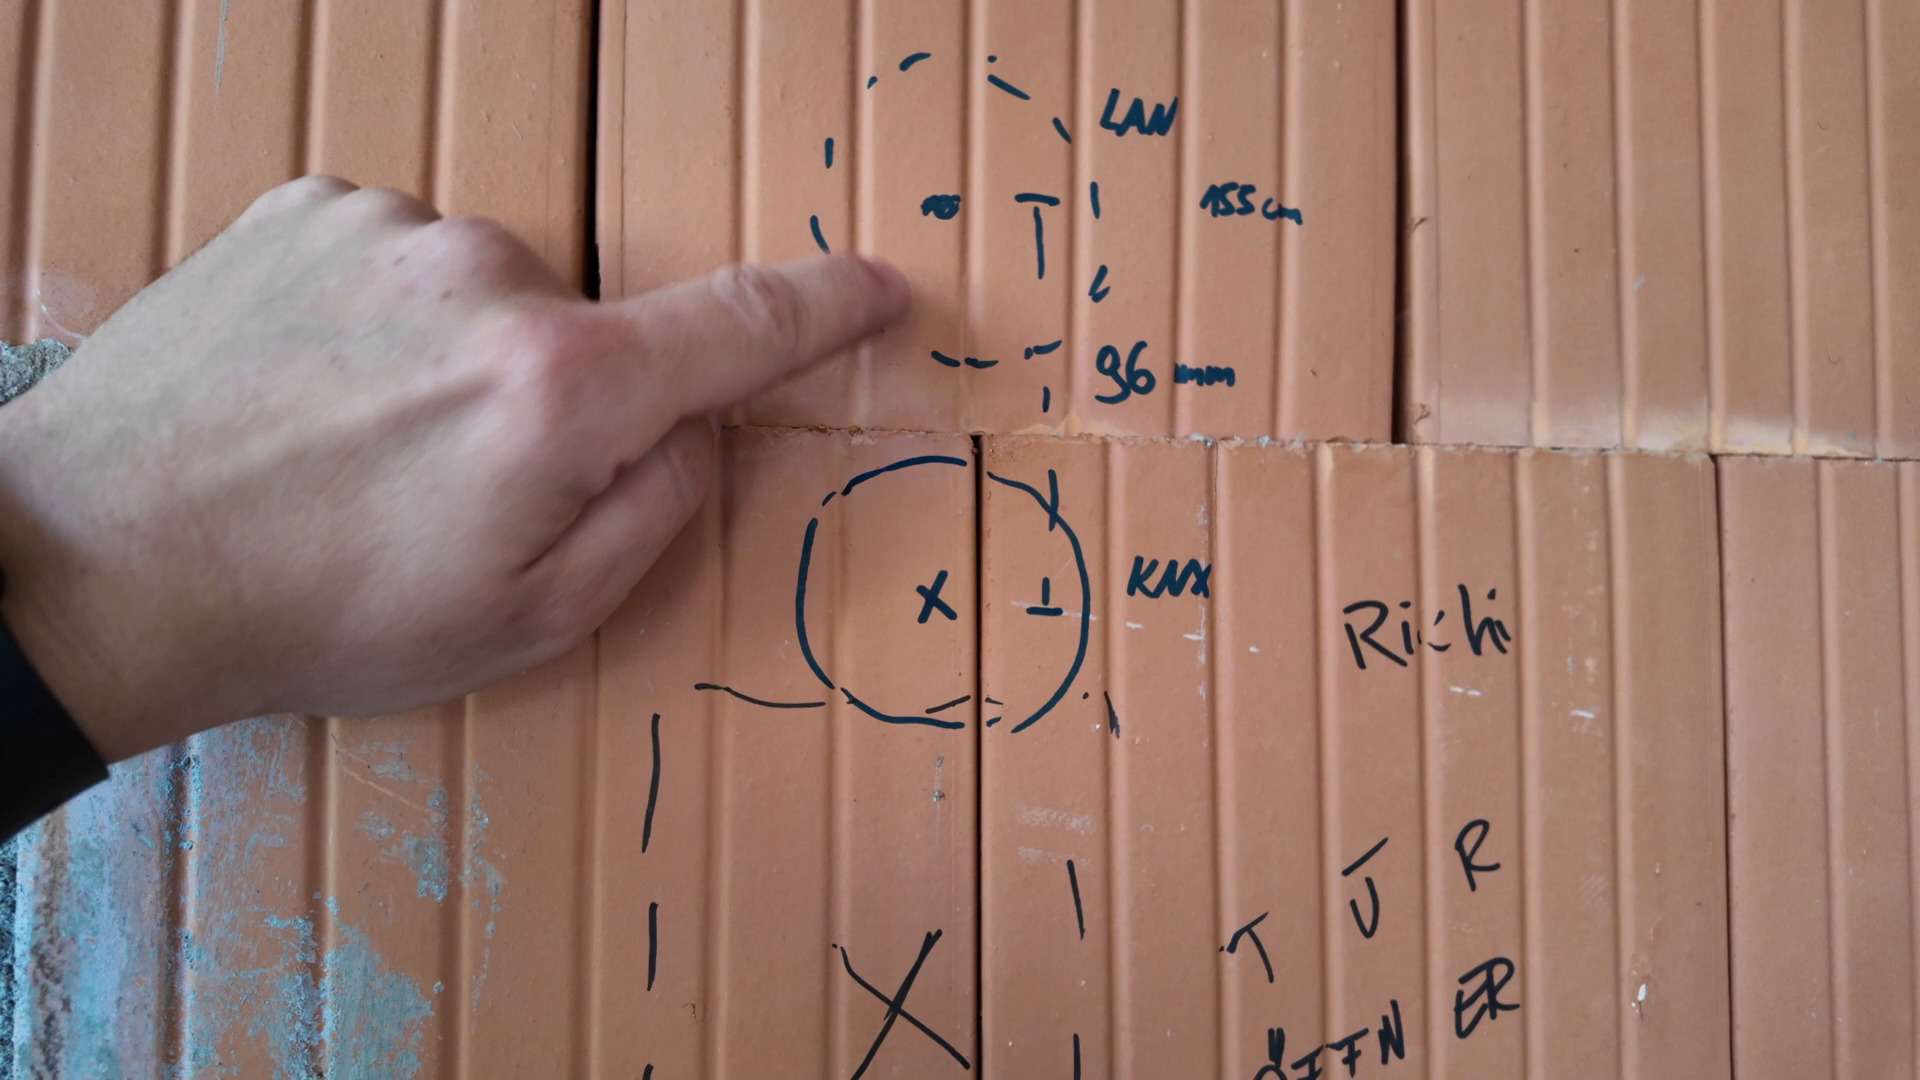 LAN
155 cm
96 mm
X
KNX
Richi
TÜR
X
ÖFFNER